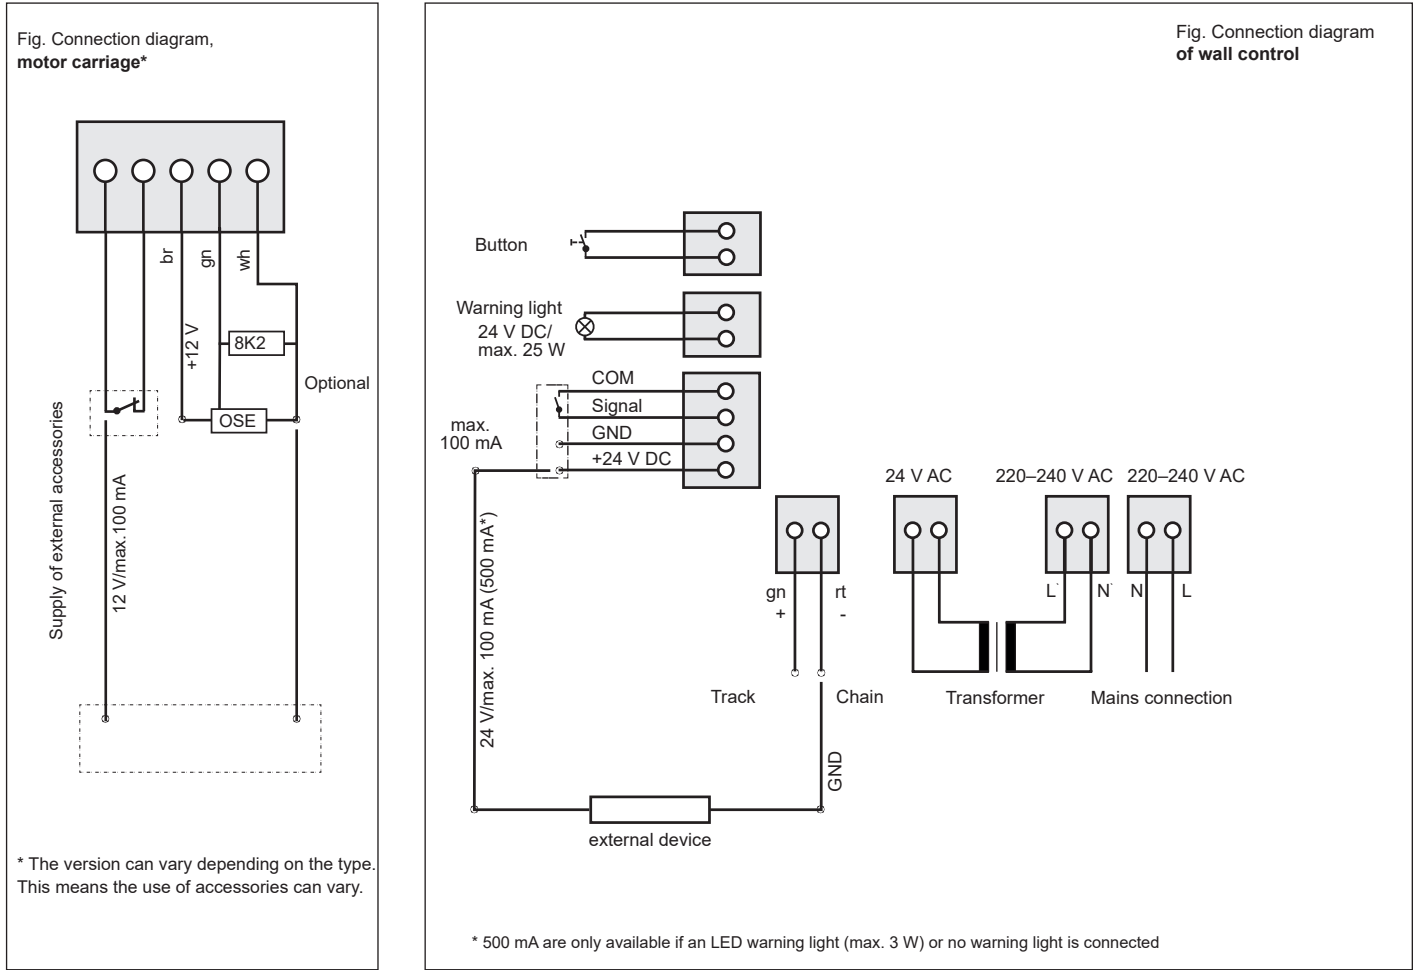 Fig. Connection diagram,
motor carriage*
br
gn
wh
+12 V
8K2
Optional
OSE
Supply of external accessories
12 V/max.100 mA
* The version can vary depending on the type.
This means the use of accessories can vary.
Fig. Connection diagram
of wall control
Button
Warning light
24 V DC/
max. 25 W
COM
Signal
GND
+24 V DC
max.
100 mA
24 V/max. 100 mA (500 mA*)
24 V AC
220–240 V AC
220–240 V AC
gn
rt
+
-
L`
N`
N
L
Track
Chain
Transformer
Mains connection
GND
external device
* 500 mA are only available if an LED warning light (max. 3 W) or no warning light is connected